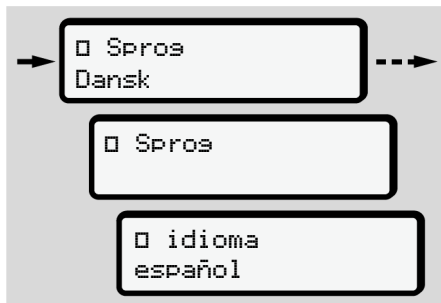 □ Sprog
Dansk
□ Sprog
□ idioma
español